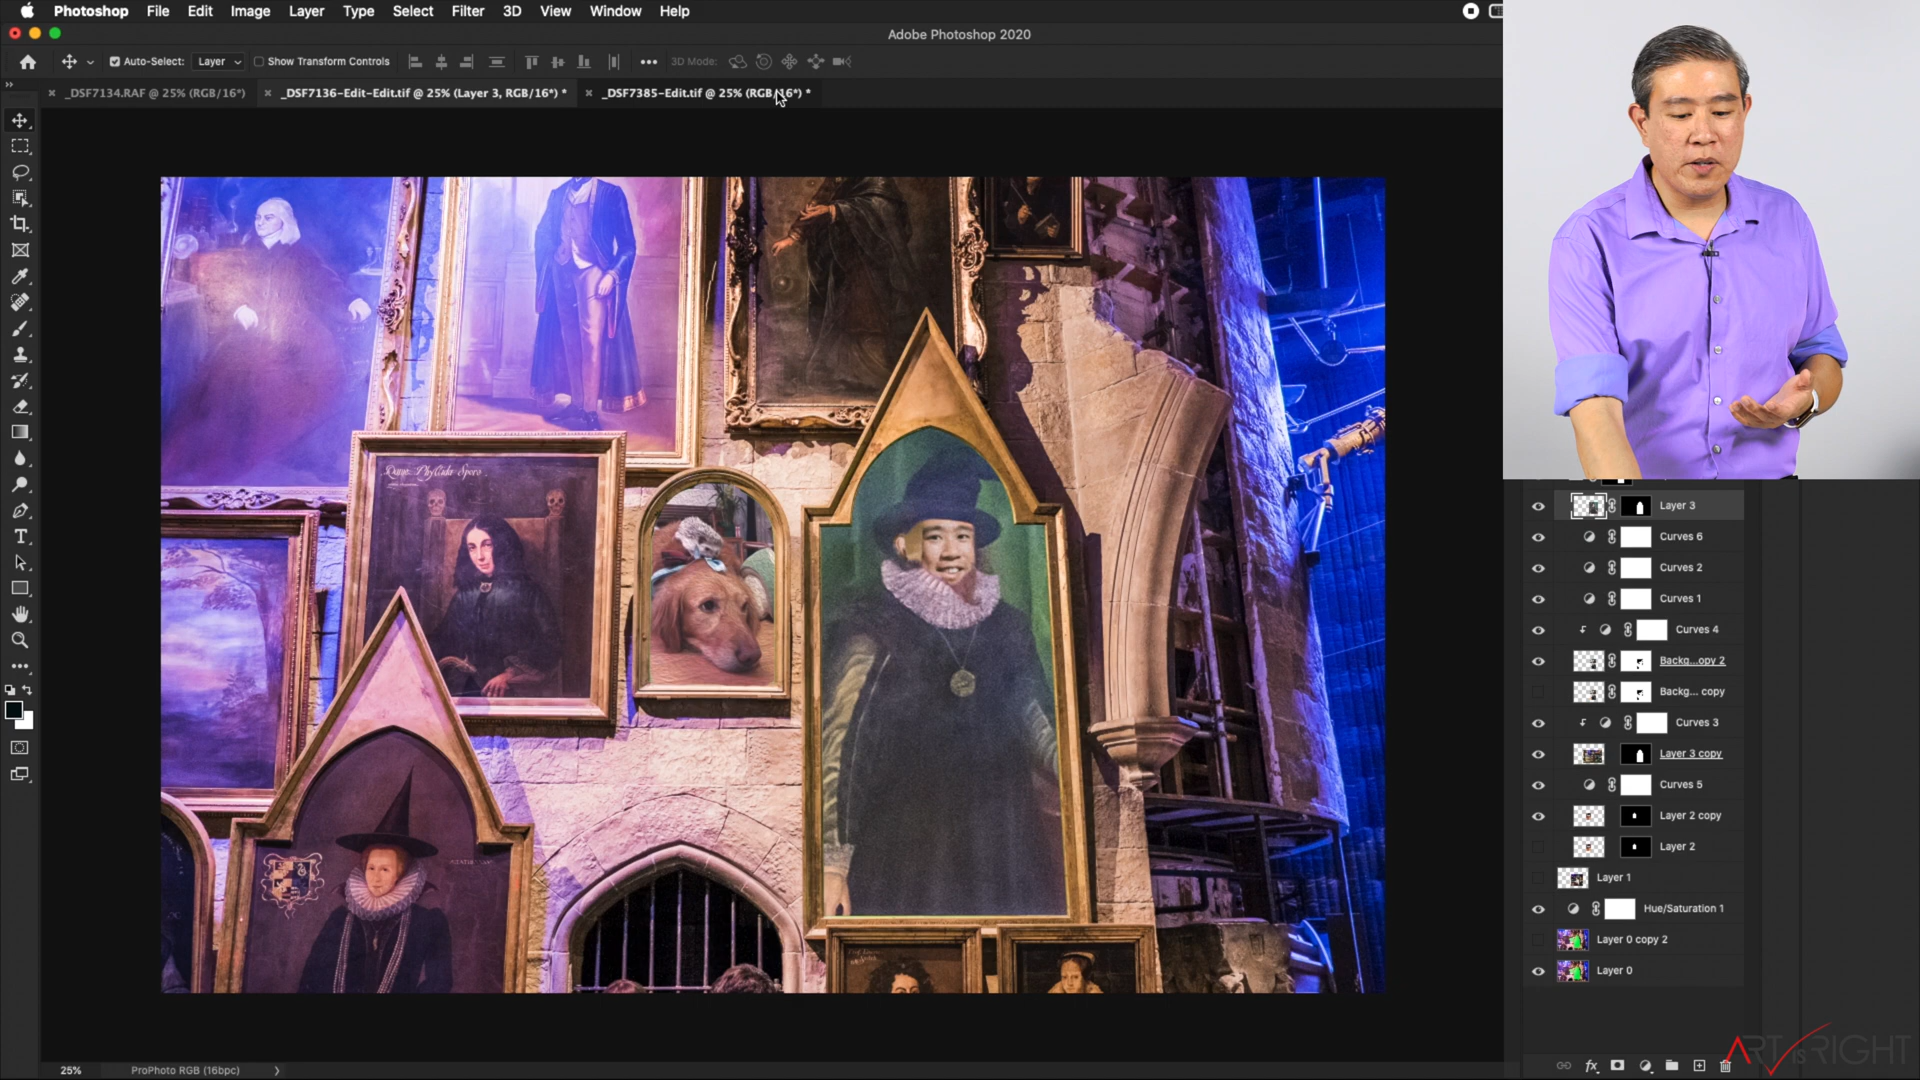 Photoshop File Edit Image Layer Type Select Filter 3D View Window Help
Adobe Photoshop 2020
Auto-Select: Layer Show Transform Controls 3D Mode:
_DSF7134.RAF @ 25% (RGB/16*)
_DSF7136-Edit-Edit.tif @ 25% (Layer 3, RGB/16*) *
_DSF7385-Edit.tif @ 25% (RGB/16*) *
Layer 3
Curves 6
Curves 2
Curves 1
Curves 4
Backg...opy 2
Backg... copy
Curves 3
Layer 3 copy
Curves 5
Layer 2 copy
Layer 2
Layer 1
Hue/Saturation 1
Layer 0 copy 2
Layer 0
ART IS RIGHT
25% ProPhoto RGB (16bpc)